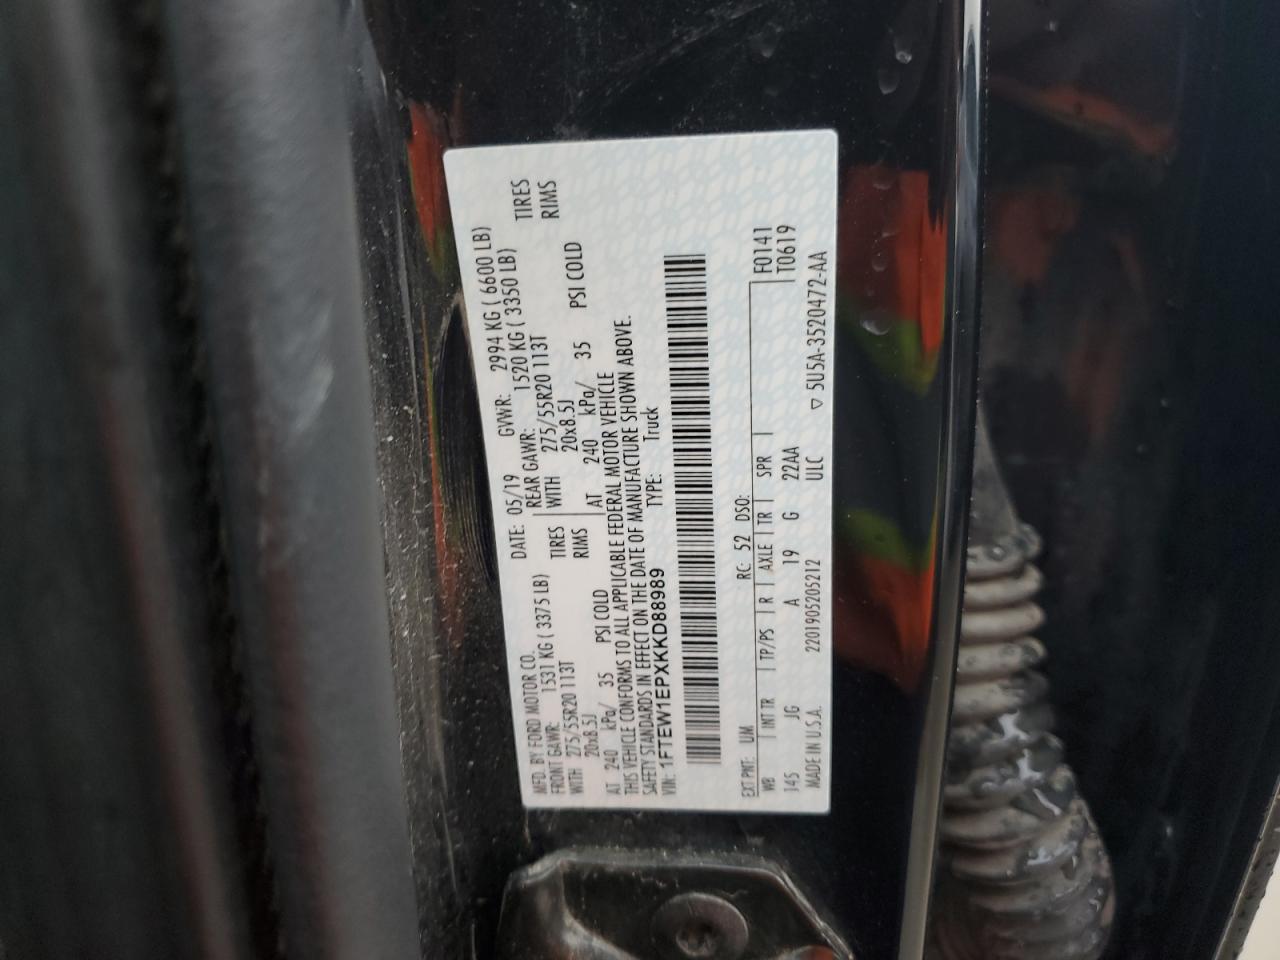 MFD. BY FORD MOTOR CO. DATE: 05/19 GVWR: 2994 KG ( 6600 LB)
FRONT GAWR: 1531 KG ( 3375 LB) REAR GAWR: 1520 KG ( 3350 LB)
WITH 275/55R20 113T TIRES WITH 275/55R20 113T TIRES
20x8.5J RIMS 20x8.5J RIMS
AT 240 kPa/ 35 PSI COLD AT 240 kPa/ 35 PSI COLD
THIS VEHICLE CONFORMS TO ALL APPLICABLE FEDERAL MOTOR VEHICLE
SAFETY STANDARDS IN EFFECT ON THE DATE OF MANUFACTURE SHOWN ABOVE.
VIN: 1FTEW1EPXKKD88989 TYPE: Truck
EXT PNT: UM RC: 52 DSO: F0141
WB INT TR TP/PS R AXLE TR SPR T0619
145 JG A 19 G 22AA
MADE IN U.S.A. 2201905205212 ULC ▽ 5U5A-3520472-AA